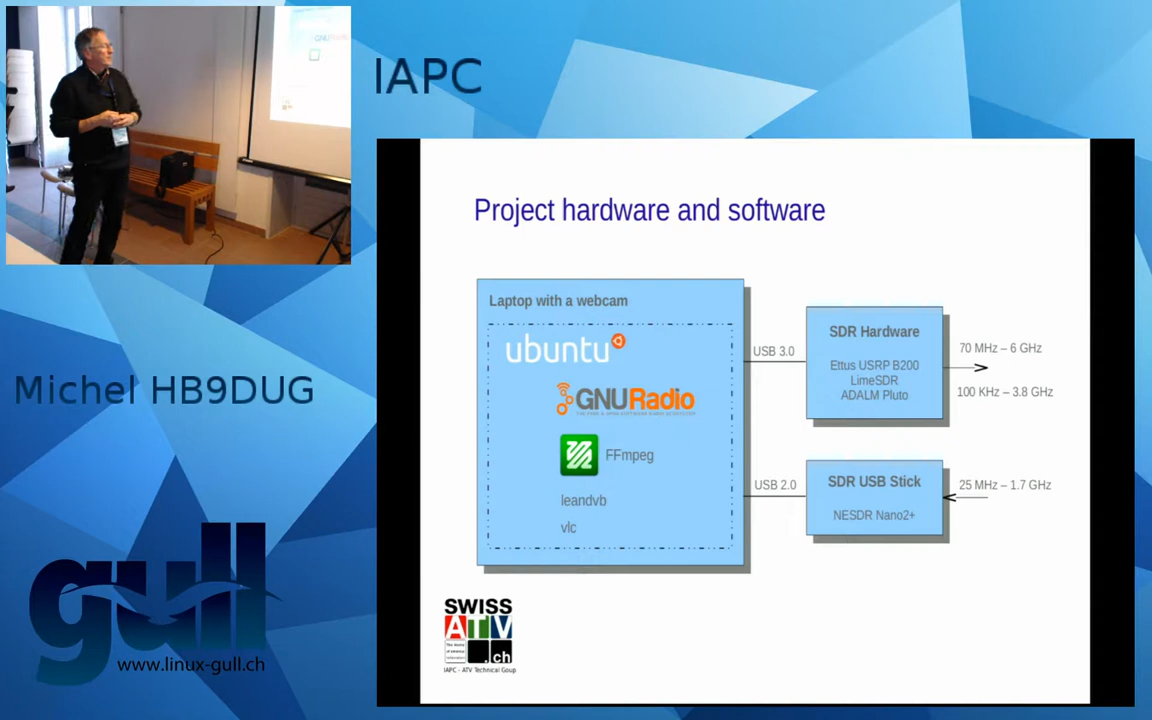 IAPC
Project hardware and software
Laptop with a webcam
ubuntu
GNURadio
FFmpeg
leandvb
vlc
USB 3.0
SDR Hardware
Ettus USRP B200
LimeSDR
ADALM Pluto
70 MHz – 6 GHz
100 KHz – 3.8 GHz
USB 2.0
SDR USB Stick
NESDR Nano2+
25 MHz – 1.7 GHz
SWISS
ATV
.ch
IAPC - ATV Technical Goup
Michel HB9DUG
gull
www.linux-gull.ch